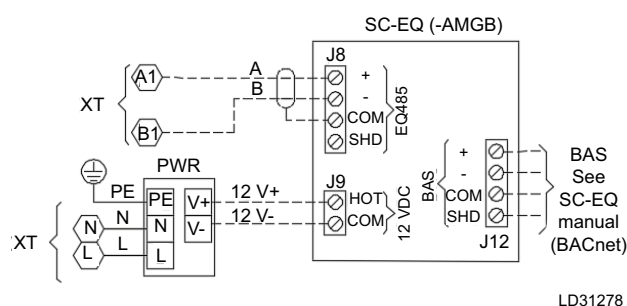 SC-EQ (-AMGB)
J8
A1
A
B
XT
B1
+
-
COM
SHD
EQ485
PWR
PE
PE
V+
12 V+
N
N
N
V-
12 V-
L
L
L
XT
J9
HOT
COM
12 VDC
BAS
+
-
COM
SHD
J12
BAS
See
SC-EQ
manual
(BACnet)
LD31278